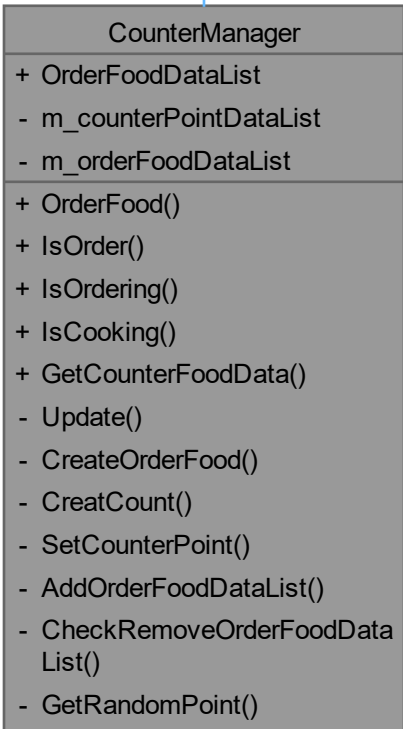 CounterManager
+ OrderFoodDataList
- m_counterPointDataList
- m_orderFoodDataList
+ OrderFood()
+ IsOrder()
+ IsOrdering()
+ IsCooking()
+ GetCounterFoodData()
- Update()
- CreateOrderFood()
- CreatCount()
- SetCounterPoint()
- AddOrderFoodDataList()
- CheckRemoveOrderFoodData
List()
- GetRandomPoint()